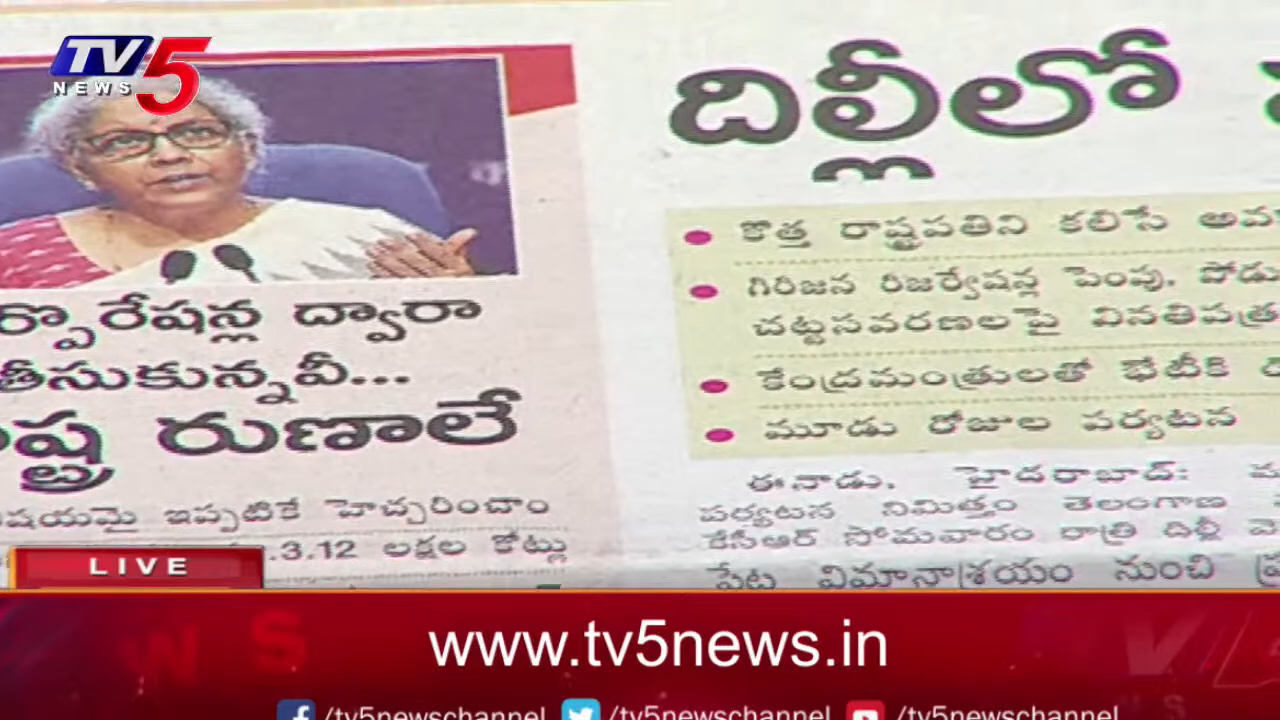 TV5
NEWS
ర్పొరేషన్ల ద్వారా
తీసుకున్నవీ...
రుణాలే
ఇప్పటికే హెచ్చరించాం
.3.12 లక్షల కోట్లు
దిల్లీలో
కొత్త రాష్ట్రపతిని కలిసే
గిరిజన రిజర్వేషన్ల పెంపు, పోడు
చట్టసవరణలపై వినతిపత్ర
కేంద్రమంత్రులతో భేటీకి
మూడు రోజుల పర్యటన
ఈనాడు, హైదరాబాద్:
పర్యటన నిమిత్తం తెలంగాణ
కేసీఆర్ సోమవారం రాత్రి దిల్లీ
పేట విమానాశ్రయం నుంచి
LIVE
www.tv5news.in
/tv5newschannel /tv5newschannel /tv5newschannel